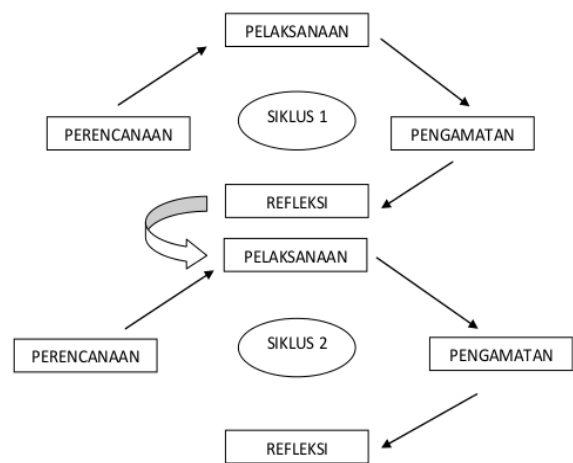 PELAKSANAAN
SIKLUS 1
PERENCANAAN
PENGAMATAN
REFLEKSI
PELAKSANAAN
SIKLUS 2
PERENCANAAN
PENGAMATAN
REFLEKSI